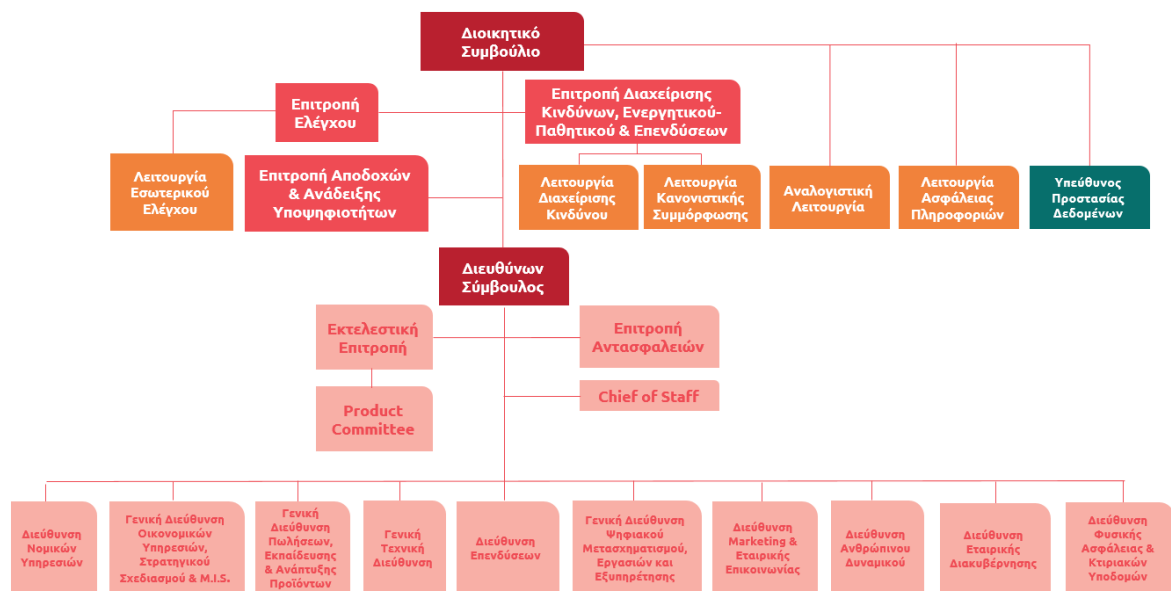 Διοικητικό
Συμβούλιο
Επιτροπή
Ελέγχου
Επιτροπή Διαχείρισης
Κινδύνων, Ενεργητικού-
Παθητικού & Επενδύσεων
Λειτουργία
Εσωτερικού
Ελέγχου
Επιτροπή Αποδοχών
& Ανάδειξης
Υποψηφιοτήτων
Λειτουργία
Διαχείρισης
Κινδύνου
Λειτουργία
Κανονιστικής
Συμμόρφωσης
Αναλογιστική
Λειτουργία
Λειτουργία
Ασφάλειας
Πληροφοριών
Υπεύθυνος
Προστασίας
Δεδομένων
Διευθύνων
Σύμβουλος
Εκτελεστική
Επιτροπή
Επιτροπή
Αντασφαλειών
Product
Committee
Chief of Staff
Διεύθυνση
Νομικών
Υπηρεσιών
Γενική Διεύθυνση
Οικονομικών
Υπηρεσιών,
Στρατηγικού
Σχεδιασμού & M.I.S.
Γενική
Διεύθυνση
Πωλήσεων,
Εκπαίδευσης
& Ανάπτυξης
Προϊόντων
Γενική
Τεχνική
Διεύθυνση
Διεύθυνση
Επενδύσεων
Γενική Διεύθυνση
Ψηφιακού
Μετασχηματισμού,
Εργασιών και
Εξυπηρέτησης
Διεύθυνση
Marketing &
Εταιρικής
Επικοινωνίας
Διεύθυνση
Ανθρώπινου
Δυναμικού
Διεύθυνση
Εταιρικής
Διακυβέρνησης
Διεύθυνση
Φυσικής
Ασφάλειας &
Κτιριακών
Υποδομών